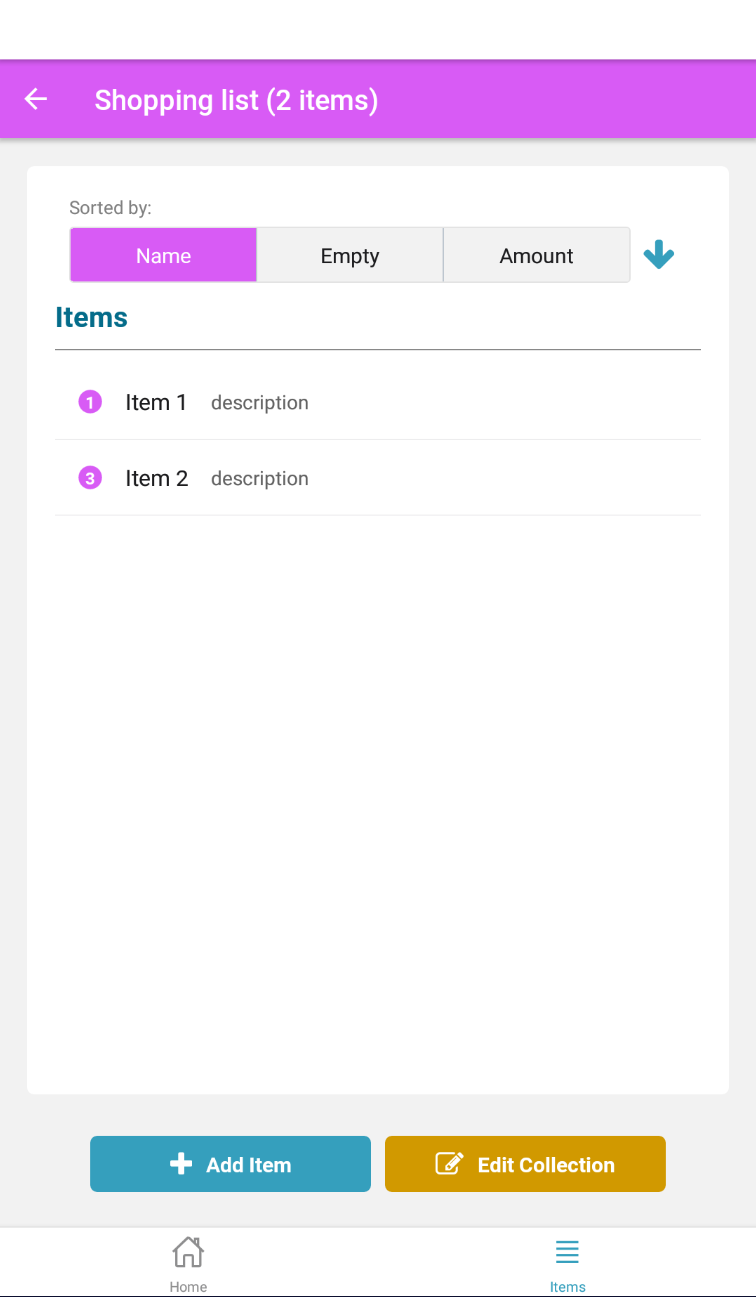 Shopping list (2 items)
Sorted by:
Name Empty Amount
Items
1 Item 1 description
3 Item 2 description
Add Item Edit Collection
Home Items